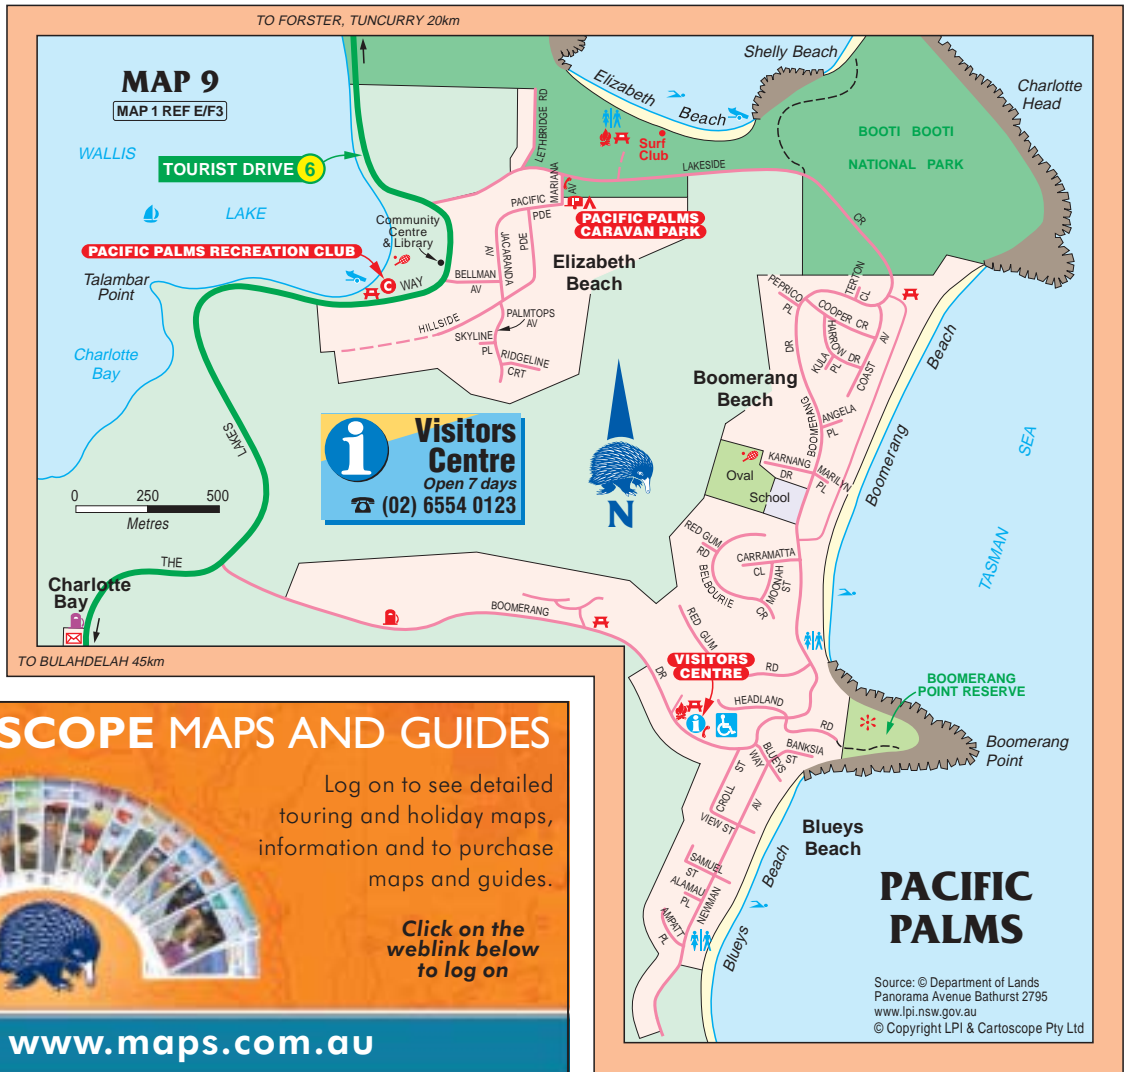 TO FORSTER, TUNCURRY 20km
MAP 9
MAP 1 REF E/F3
WALLIS
LAKE
TOURIST DRIVE 6
PACIFIC PALMS RECREATION CLUB
Community
Centre
& Library
C
WAY
Talambar
Point
Charlotte
Bay
LAKES
THE
0 250 500
Metres
Charlotte
Bay
TO BULAHDELAH 45km
Shelly Beach
Elizabeth
Beach
Surf
Club
Charlotte
Head
BOOTI BOOTI
NATIONAL PARK
LETHBRIDGE RD
LAKESIDE
CR
MARIANA
AV
PACIFIC
PDE
PACIFIC PALMS
CARAVAN PARK
JACARANDA
AV
PDE
BELLMAN
AV
Elizabeth
Beach
HILLSIDE
PALMTOPS
AV
SKYLINE
PL
RIDGELINE
CRT
i
Visitors
Centre
Open 7 days
(02) 6554 0123
N
TERTON
CL
PEPRICO
PL
COOPER CR
HARROW DR
KULA
PL
COAST
AV
DR
BOOMERANG
Boomerang
Beach
ANGELA
PL
KARNANG
DR
MARILYN
PL
Oval
School
Boomerang
Beach
TASMAN
SEA
RED GUM
RD
CARRAMATTA
CL
MOONAH
ST
BELBOURIE
CR
BOOMERANG
DR
RED GUM
RD
VISITORS
CENTRE
i
HEADLAND
RD
BOOMERANG
POINT RESERVE
Boomerang
Point
BANKSIA
ST
BLUEYS
WAY
CROLL
ST
AV
VIEW ST
SAMUEL
ST
ALAMAU
PL
NEWMAN
AMPATT
PL
Blueys
Beach
Blueys
Beach
PACIFIC
PALMS
Source: © Department of Lands
Panorama Avenue Bathurst 2795
www.lpi.nsw.gov.au
© Copyright LPI & Cartoscope Pty Ltd
SCOPE MAPS AND GUIDES
Log on to see detailed
touring and holiday maps,
information and to purchase
maps and guides.
Click on the
weblink below
to log on
www.maps.com.au